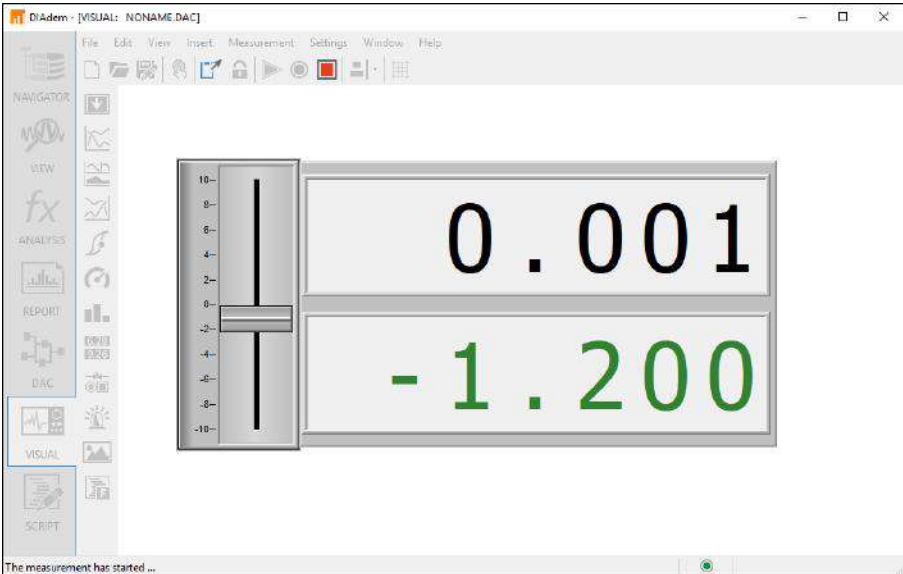 DIAdem - [VISUAL: NONAME.DAC]
File Edit View Insert Measurement Settings Window Help
NAVIGATOR
VIEW
ANALYSIS
REPORT
DAC
VISUAL
SCRIPT
10
8
6
4
2
0
-2
-4
-6
-8
-10
0.001
-1.200
The measurement has started ...